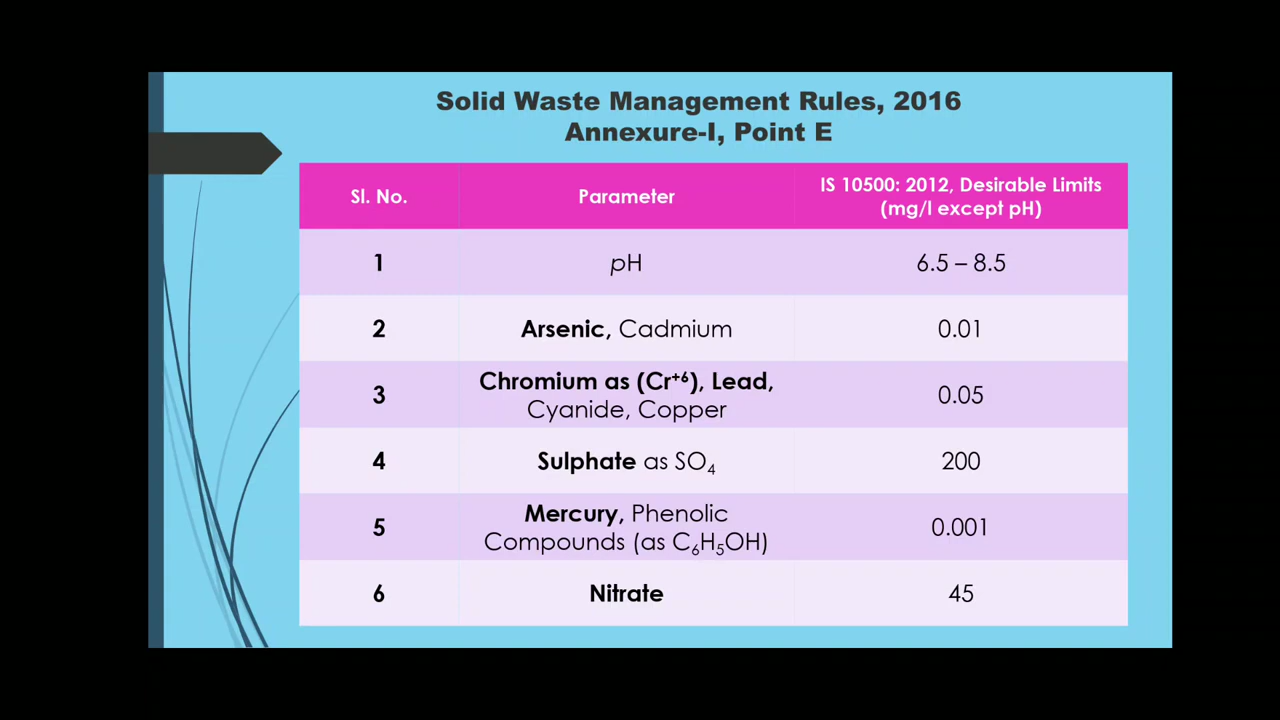 Solid Waste Management Rules, 2016
Annexure-I, Point E
Sl. No. Parameter IS 10500: 2012, Desirable Limits (mg/l except pH)
1 pH 6.5 – 8.5
2 Arsenic, Cadmium 0.01
3 Chromium as (Cr⁺⁶), Lead, Cyanide, Copper 0.05
4 Sulphate as SO₄ 200
5 Mercury, Phenolic Compounds (as C₆H₅OH) 0.001
6 Nitrate 45